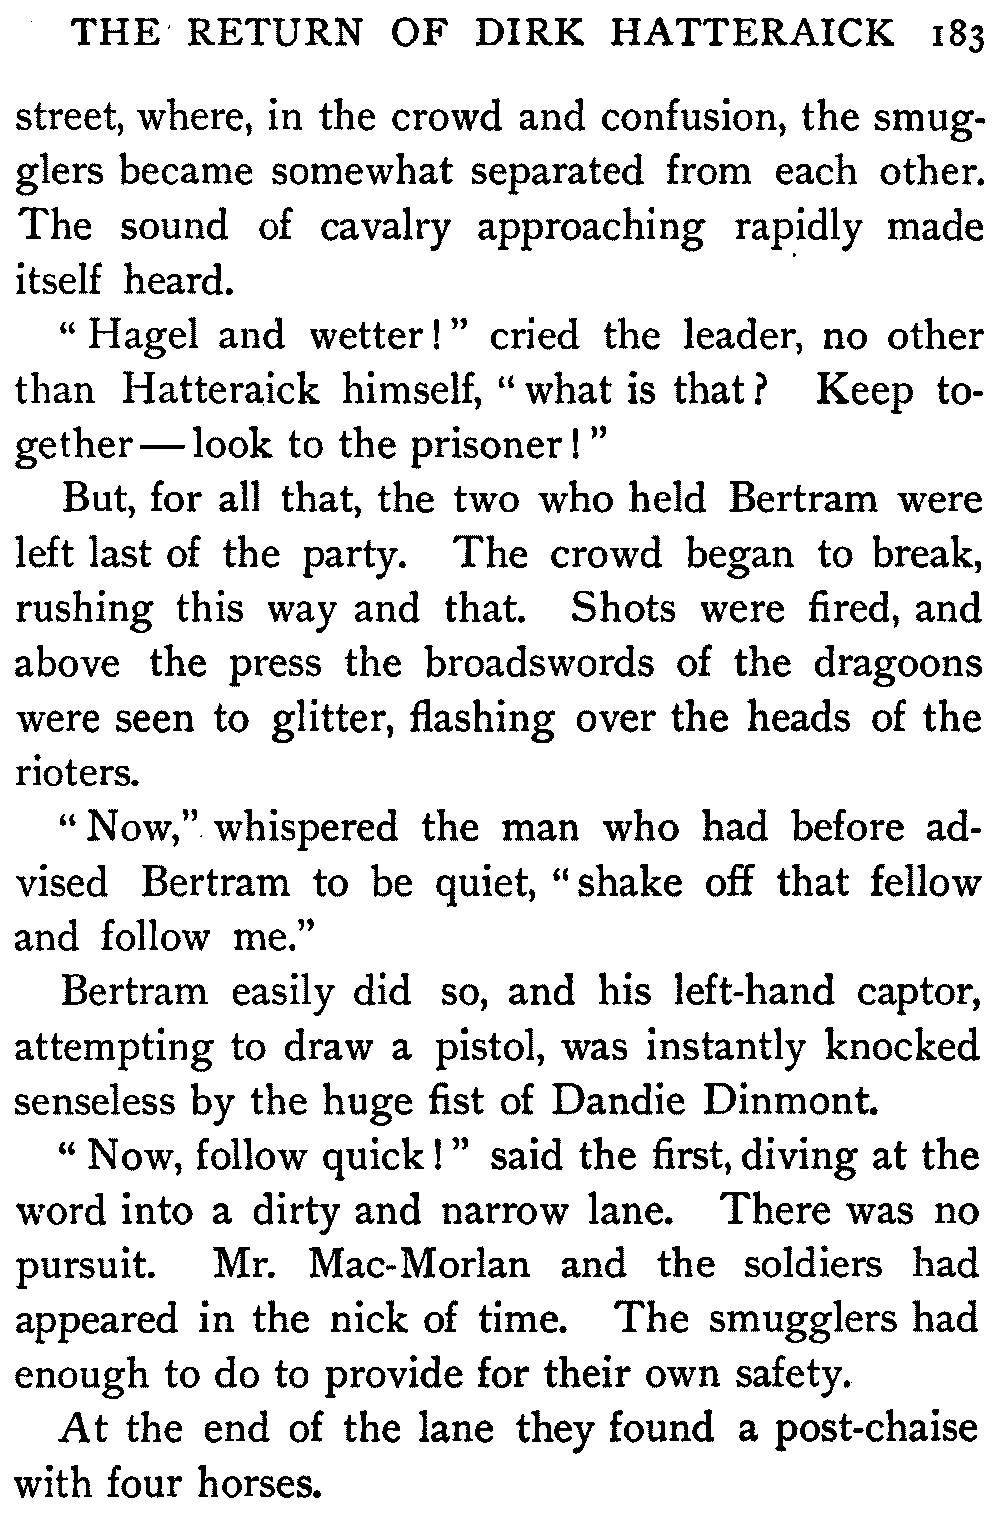 THE RETURN OF DIRK HATTERAICK 183
street, where, in the crowd and confusion, the smug-
glers became somewhat separated from each other.
The sound of cavalry approaching rapidly made
itself heard.
“Hagel and wetter!” cried the leader, no other
than Hatteraick himself, “what is that? Keep to-
gether—look to the prisoner!”
But, for all that, the two who held Bertram were
left last of the party. The crowd began to break,
rushing this way and that. Shots were fired, and
above the press the broadswords of the dragoons
were seen to glitter, flashing over the heads of the
rioters.
“Now,” whispered the man who had before ad-
vised Bertram to be quiet, “shake off that fellow
and follow me.”
Bertram easily did so, and his left-hand captor,
attempting to draw a pistol, was instantly knocked
senseless by the huge fist of Dandie Dinmont.
“Now, follow quick!” said the first, diving at the
word into a dirty and narrow lane. There was no
pursuit. Mr. Mac-Morlan and the soldiers had
appeared in the nick of time. The smugglers had
enough to do to provide for their own safety.
At the end of the lane they found a post-chaise
with four horses.